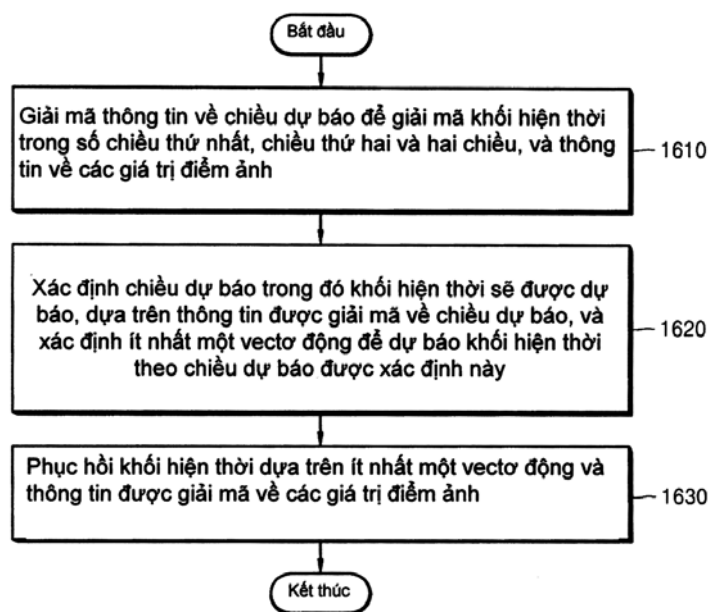 Bắt đầu
Giải mã thông tin về chiều dự báo để giải mã khối hiện thời
trong số chiều thứ nhất, chiều thứ hai và hai chiều, và thông
tin về các giá trị điểm ảnh
1610
Xác định chiều dự báo trong đó khối hiện thời sẽ được dự
báo, dựa trên thông tin được giải mã về chiều dự báo, và
xác định ít nhất một vectơ động để dự báo khối hiện thời
theo chiều dự báo được xác định này
1620
Phục hồi khối hiện thời dựa trên ít nhất một vectơ động và
thông tin được giải mã về các giá trị điểm ảnh
1630
Kết thúc